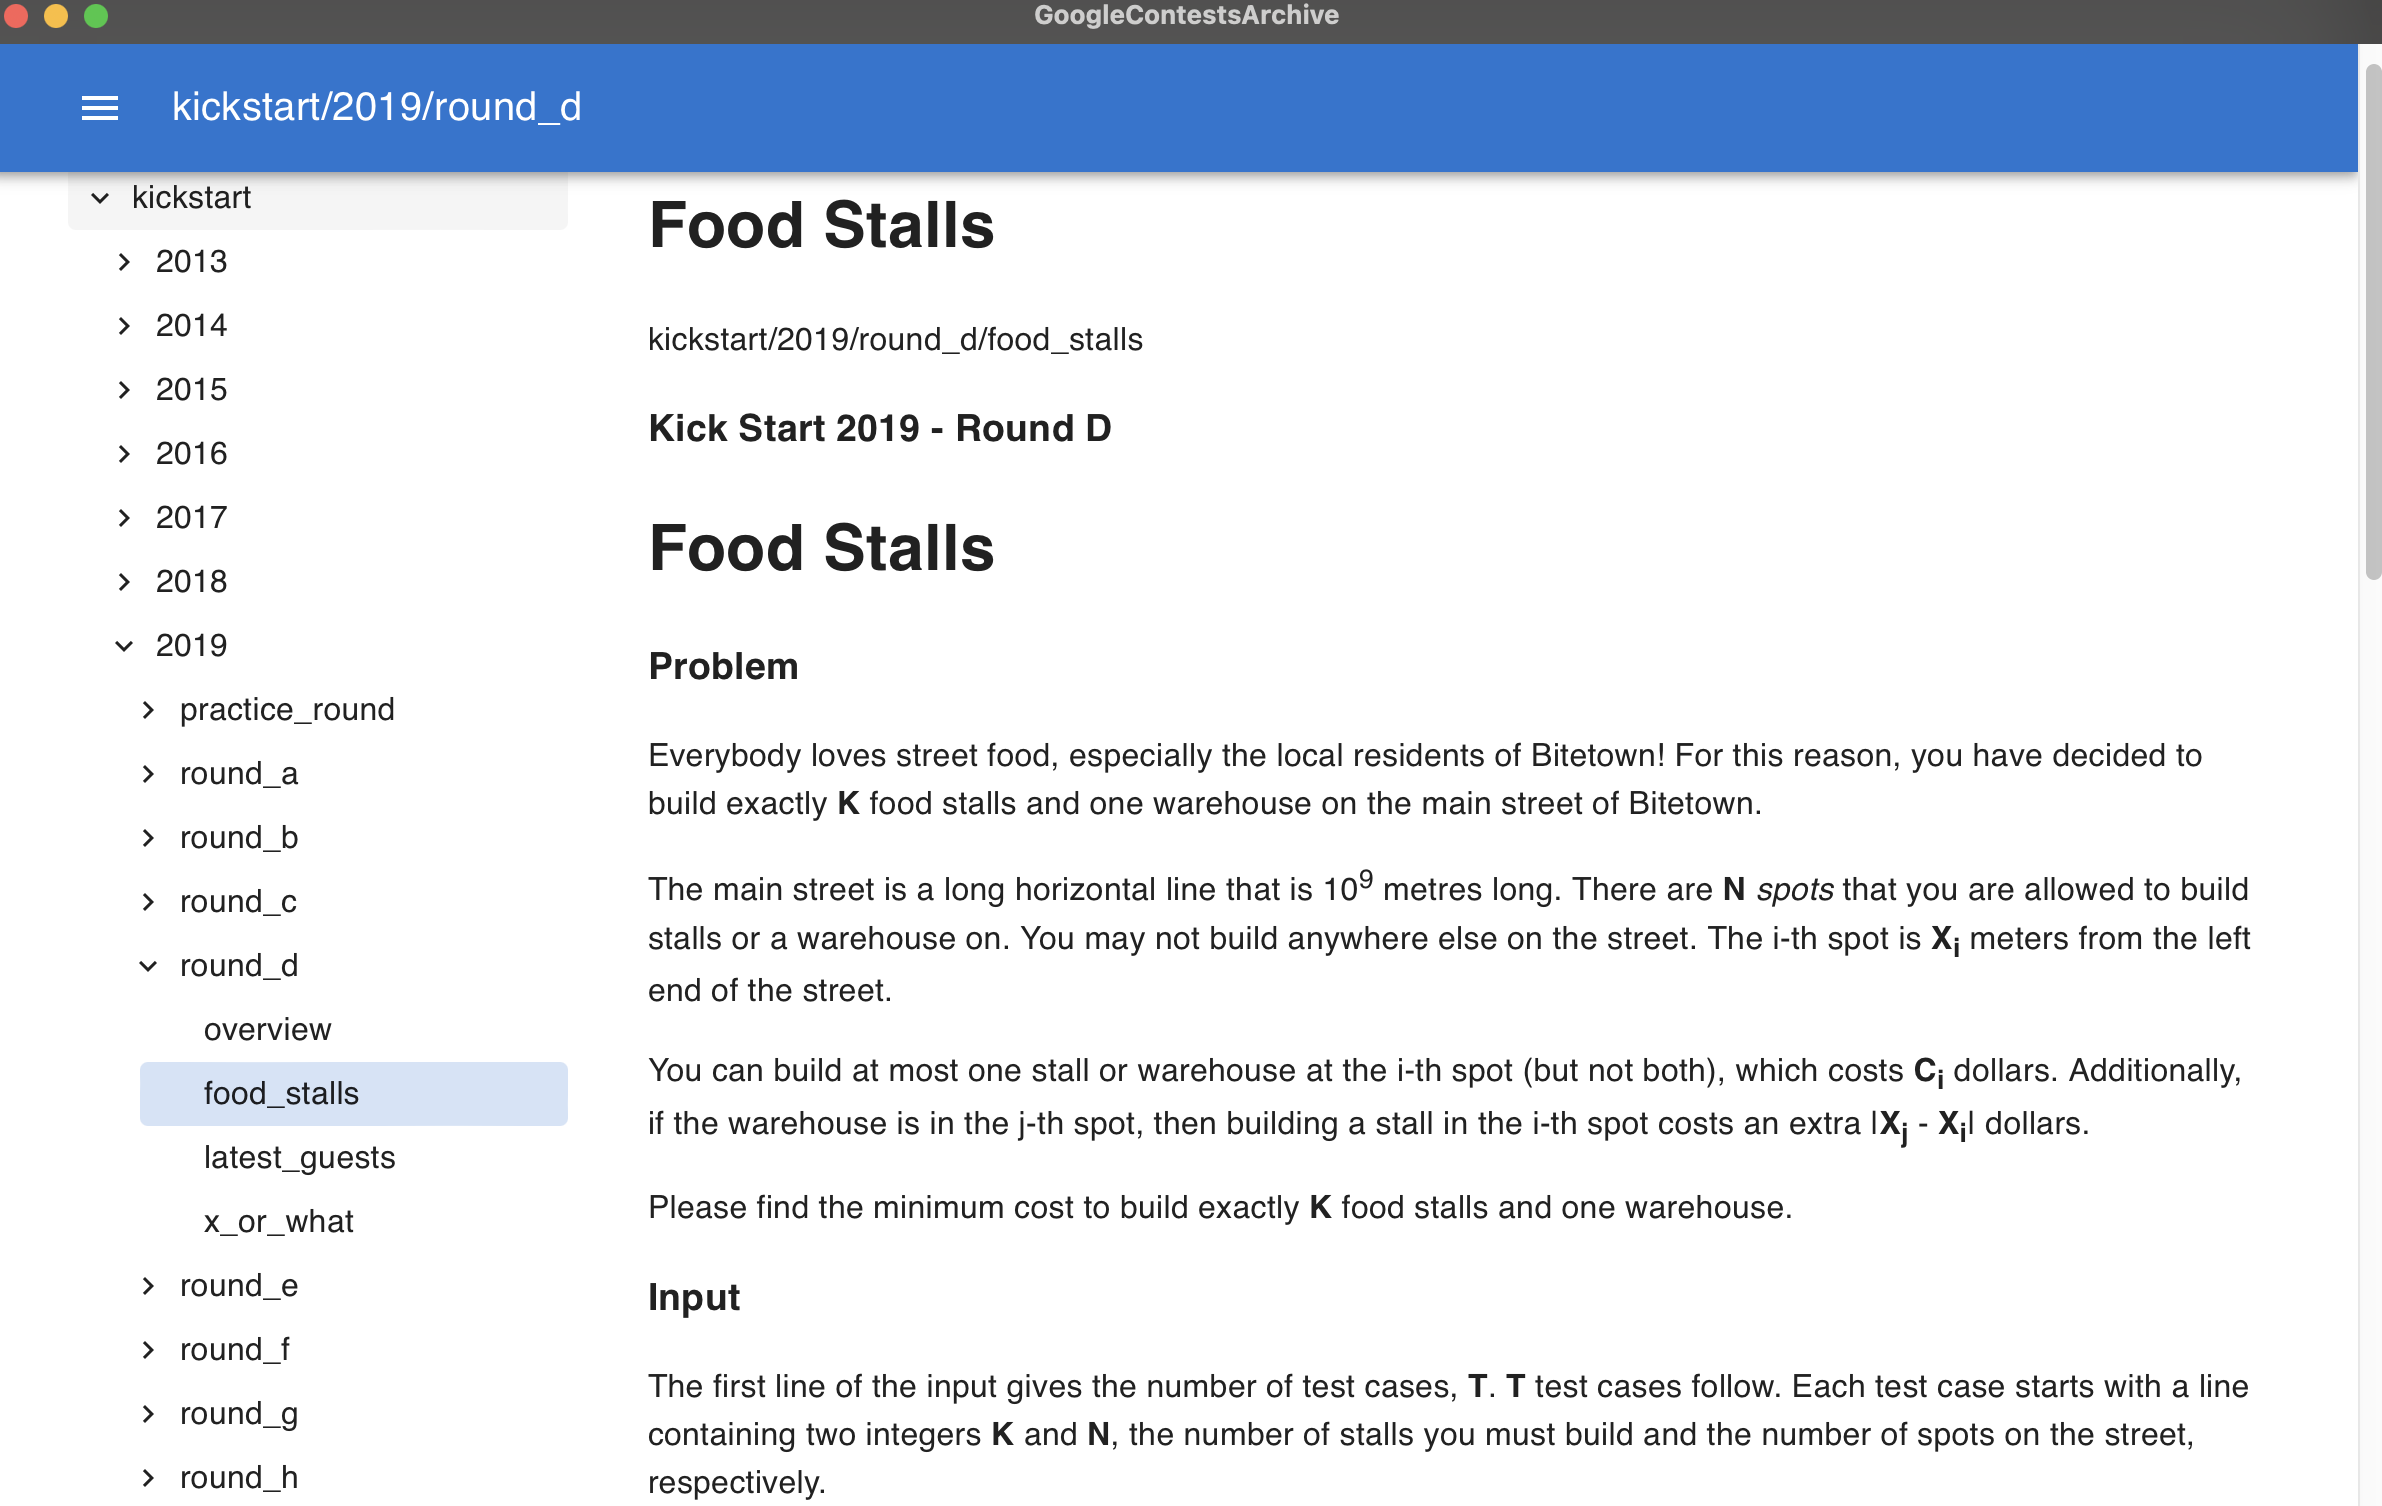 GoogleContestsArchive
kickstart/2019/round_d
kickstart
2013
2014
2015
2016
2017
2018
2019
practice_round
round_a
round_b
round_c
round_d
overview
food_stalls
latest_guests
x_or_what
round_e
round_f
round_g
round_h
Food Stalls
kickstart/2019/round_d/food_stalls
Kick Start 2019 - Round D
Food Stalls
Problem
Everybody loves street food, especially the local residents of Bitetown! For this reason, you have decided to
build exactly K food stalls and one warehouse on the main street of Bitetown.
The main street is a long horizontal line that is 10⁹ metres long. There are N spots that you are allowed to build
stalls or a warehouse on. You may not build anywhere else on the street. The i-th spot is Xᵢ meters from the left
end of the street.
You can build at most one stall or warehouse at the i-th spot (but not both), which costs Cᵢ dollars. Additionally,
if the warehouse is in the j-th spot, then building a stall in the i-th spot costs an extra |Xⱼ - Xᵢ| dollars.
Please find the minimum cost to build exactly K food stalls and one warehouse.
Input
The first line of the input gives the number of test cases, T. T test cases follow. Each test case starts with a line
containing two integers K and N, the number of stalls you must build and the number of spots on the street,
respectively.